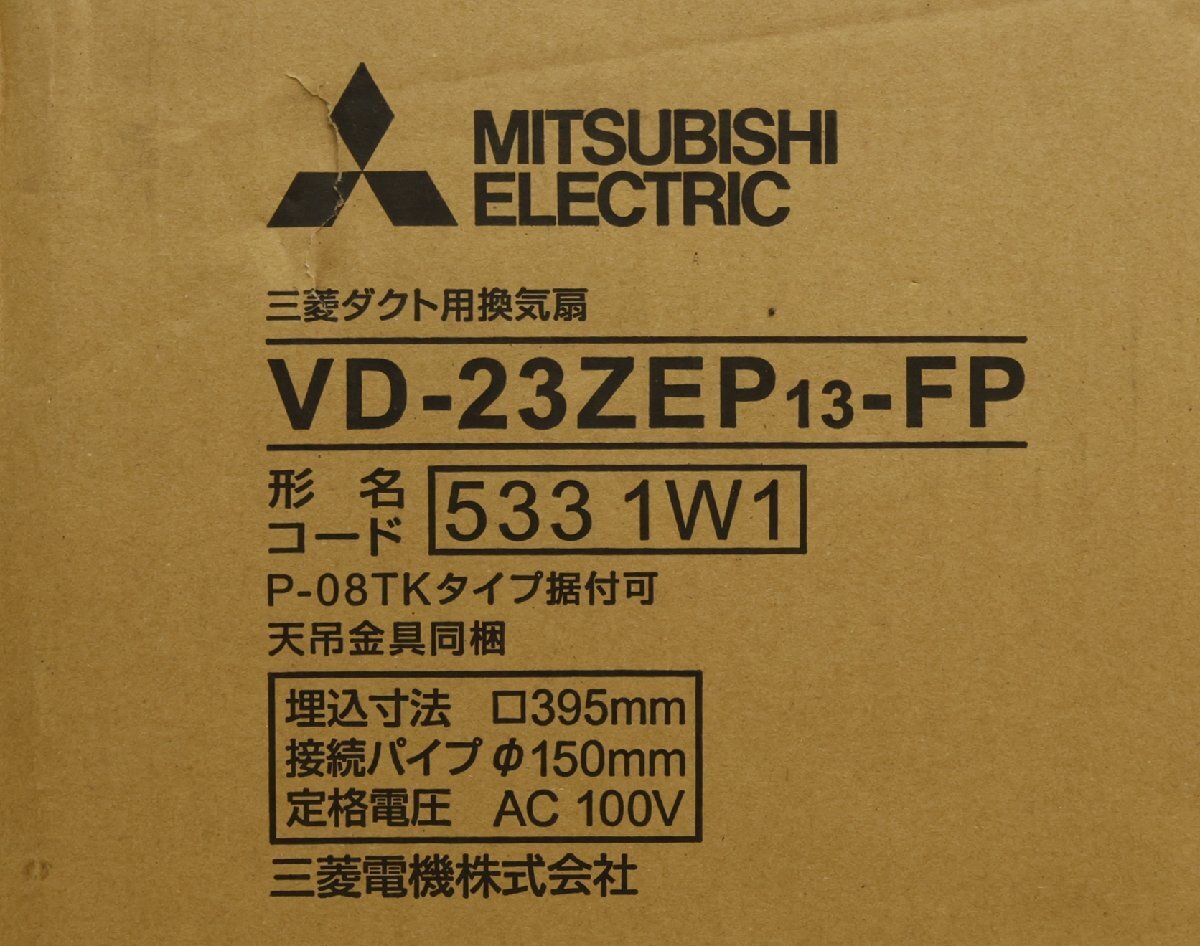 MITSUBISHI
ELECTRIC
三菱ダクト用換気扇
VD-23ZEP13-FP
形 名
コード
533 1W1
P-08TKタイプ据付可
天吊金具同梱
埋込寸法 □395mm
接続パイプ φ150mm
定格電圧 AC 100V
三菱電機株式会社